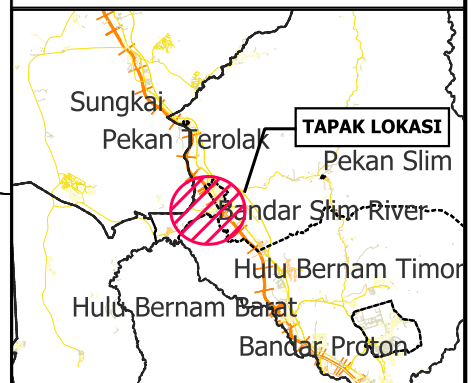 Sungkai
Pekan Terolak
TAPAK LOKASI
Pekan Slim
Bandar Slim River
Hulu Bernam Timor
Hulu Bernam Barat
Bandar Proton